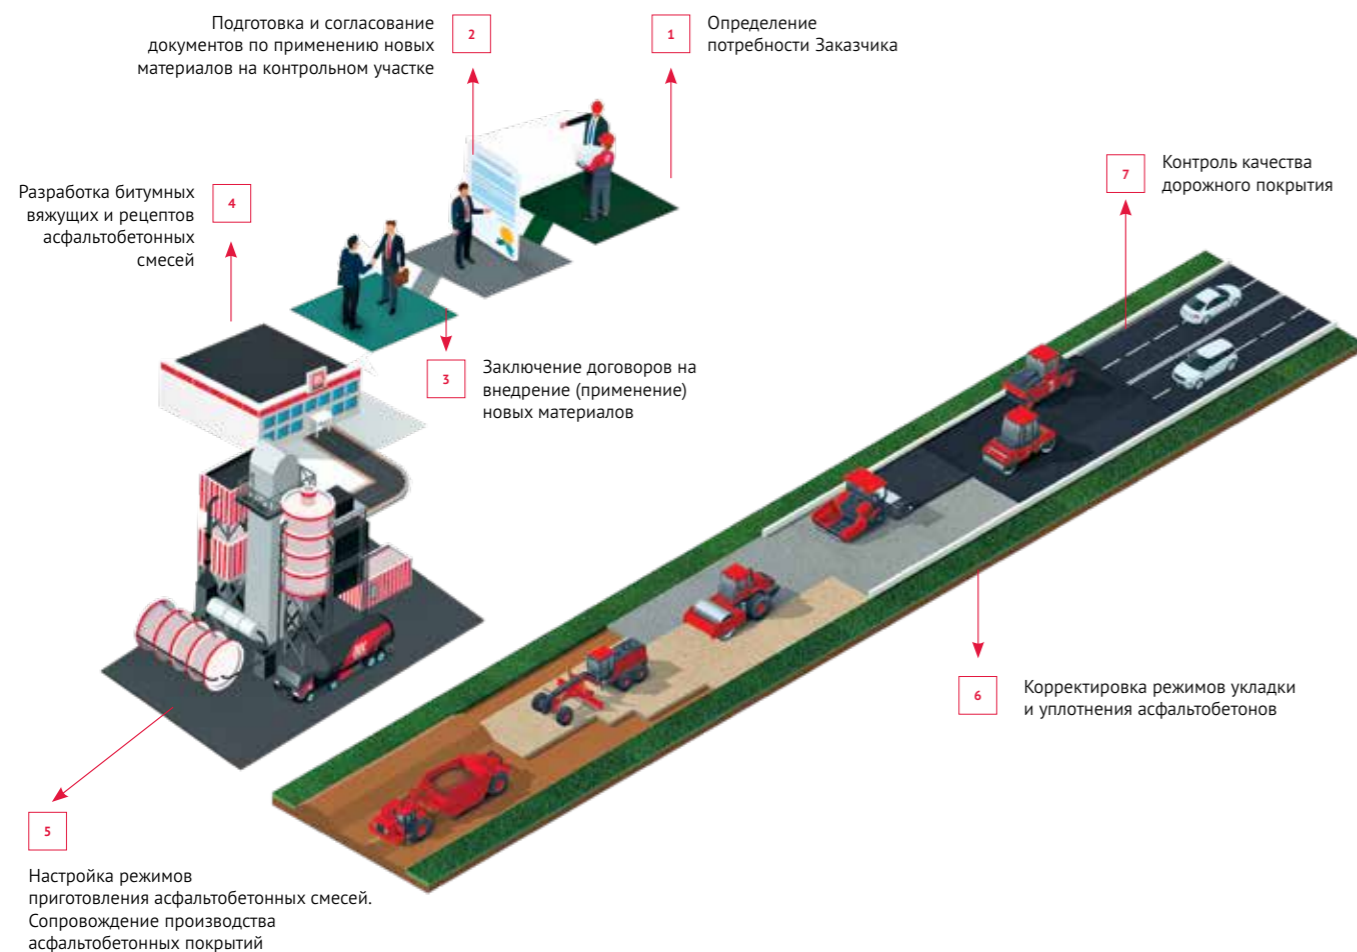 1
Определение
потребности Заказчика
2
Подготовка и согласование
документов по применению новых
материалов на контрольном участке
3
Заключение договоров на
внедрение (применение)
новых материалов
4
Разработка битумных
вяжущих и рецептов
асфальтобетонных
смесей
5
Настройка режимов
приготовления асфальтобетонных смесей.
Сопровождение производства
асфальтобетонных покрытий
6
Корректировка режимов укладки
и уплотнения асфальтобетонов
7
Контроль качества
дорожного покрытия